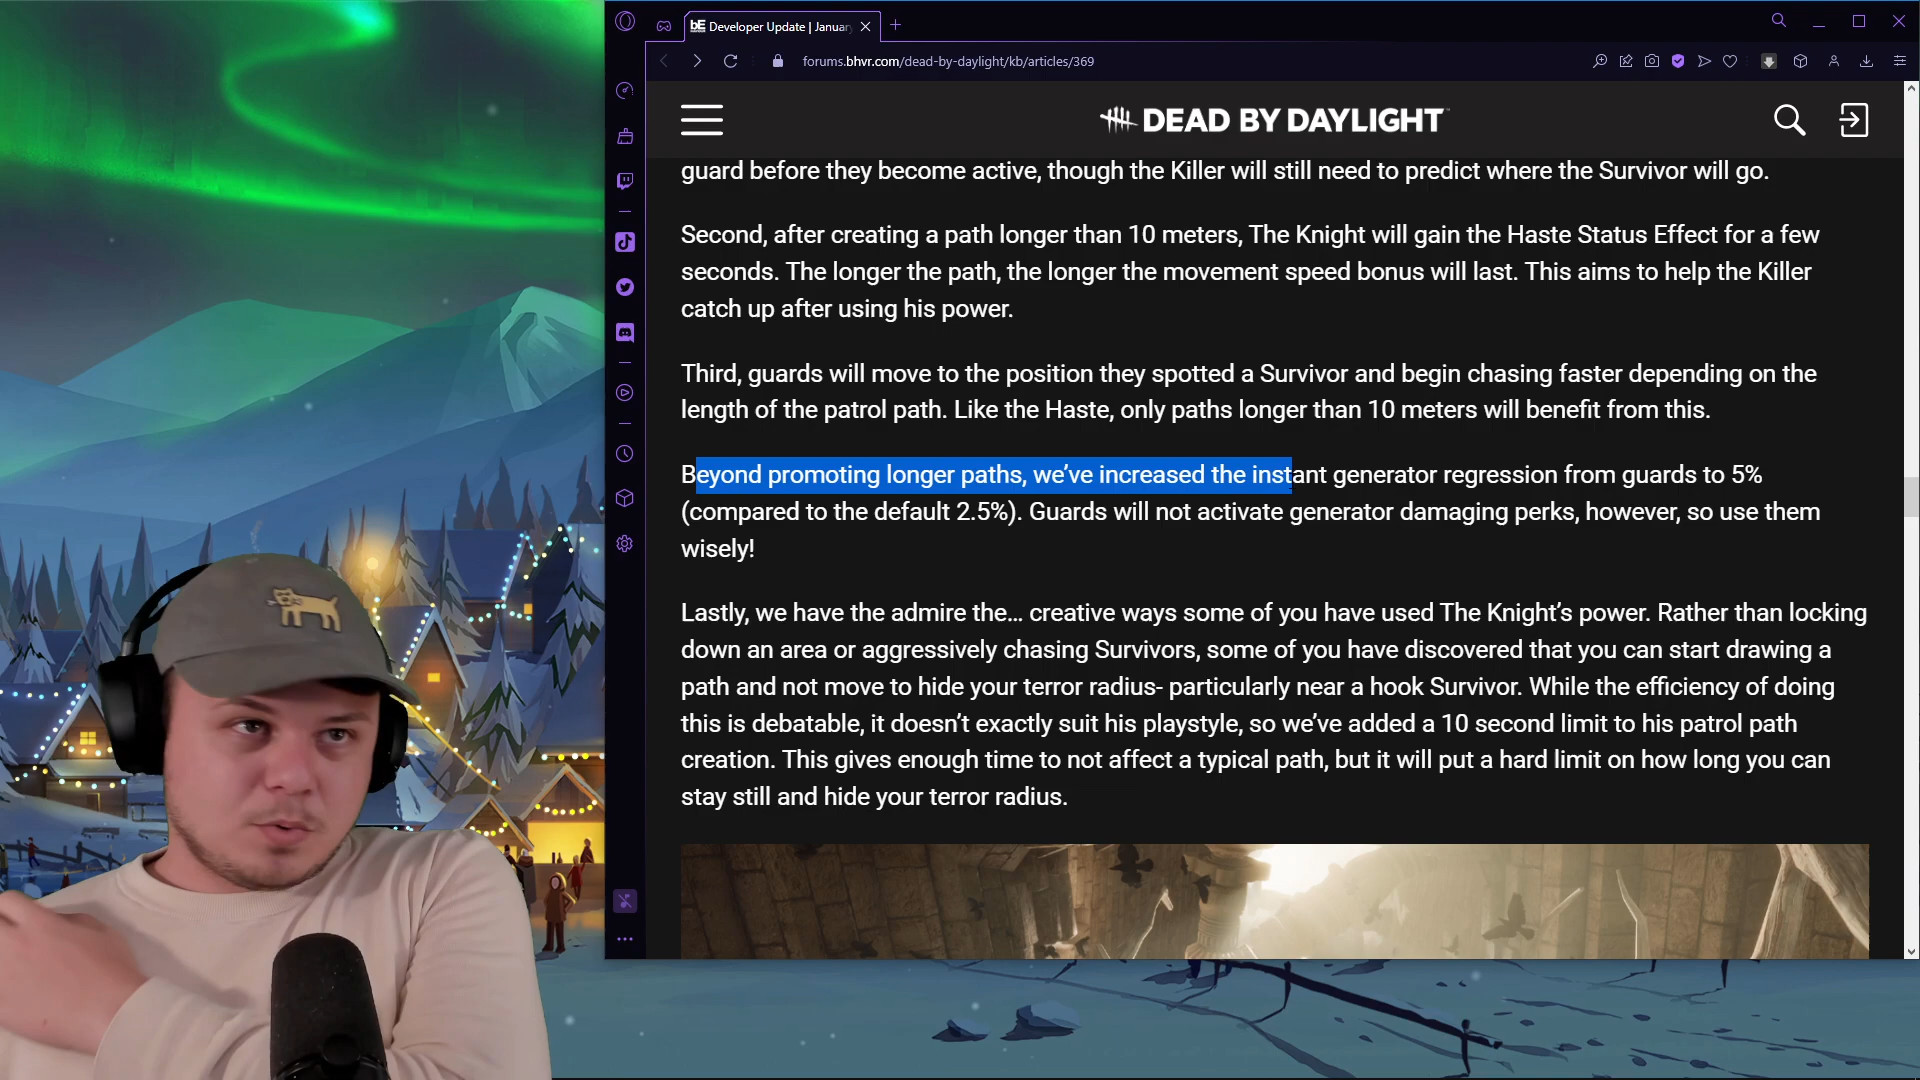 bE Developer Update | January
forums.bhvr.com/dead-by-daylight/kb/articles/369
DEAD BY DAYLIGHT
guard before they become active, though the Killer will still need to predict where the Survivor will go.
Second, after creating a path longer than 10 meters, The Knight will gain the Haste Status Effect for a few
seconds. The longer the path, the longer the movement speed bonus will last. This aims to help the Killer
catch up after using his power.
Third, guards will move to the position they spotted a Survivor and begin chasing faster depending on the
length of the patrol path. Like the Haste, only paths longer than 10 meters will benefit from this.
Beyond promoting longer paths, we’ve increased the instant generator regression from guards to 5%
(compared to the default 2.5%). Guards will not activate generator damaging perks, however, so use them
wisely!
Lastly, we have the admire the… creative ways some of you have used The Knight’s power. Rather than locking
down an area or aggressively chasing Survivors, some of you have discovered that you can start drawing a
path and not move to hide your terror radius- particularly near a hook Survivor. While the efficiency of doing
this is debatable, it doesn’t exactly suit his playstyle, so we’ve added a 10 second limit to his patrol path
creation. This gives enough time to not affect a typical path, but it will put a hard limit on how long you can
stay still and hide your terror radius.